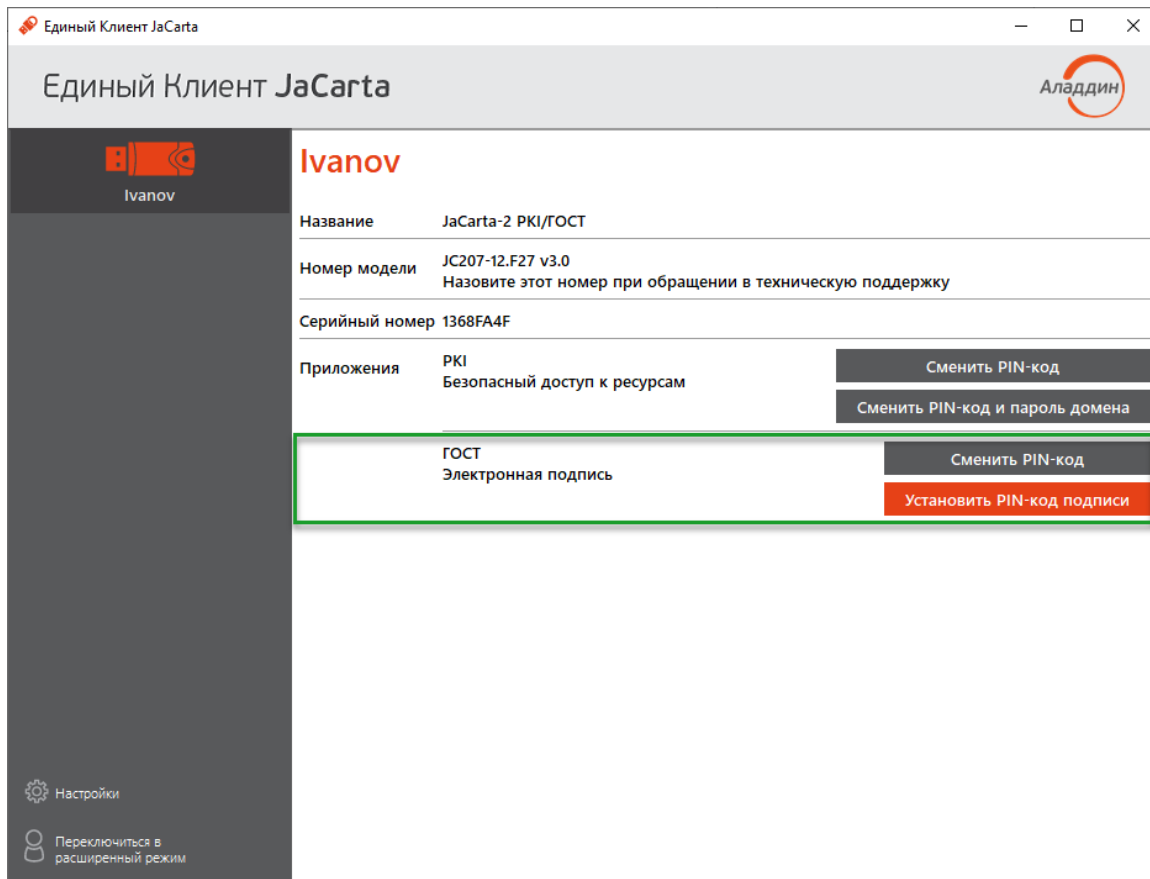 Единый Клиент JaCarta
Единый Клиент JaCarta
Аладдин
Ivanov
Ivanov
Название JaCarta-2 PKI/ГОСТ
Номер модели JC207-12.F27 v3.0
Назовите этот номер при обращении в техническую поддержку
Серийный номер 1368FA4F
Приложения PKI
Безопасный доступ к ресурсам
Сменить PIN-код
Сменить PIN-код и пароль домена
ГОСТ
Электронная подпись
Сменить PIN-код
Установить PIN-код подписи
Настройки
Переключиться в
расширенный режим